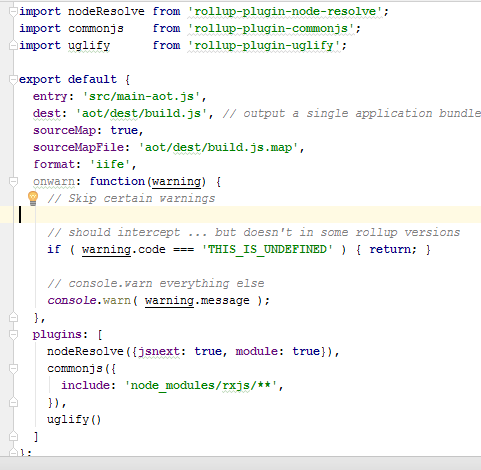 import nodeResolve from 'rollup-plugin-node-resolve';
import commonjs    from 'rollup-plugin-commonjs';
import uglify      from 'rollup-plugin-uglify';

export default {
  entry: 'src/main-aot.js',
  dest: 'aot/dest/build.js', // output a single application bundle
  sourceMap: true,
  sourceMapFile: 'aot/dest/build.js.map',
  format: 'iife',
  onwarn: function(warning) {
    // Skip certain warnings

    // should intercept ... but doesn't in some rollup versions
    if ( warning.code === 'THIS_IS_UNDEFINED' ) { return; }

    // console.warn everything else
    console.warn( warning.message );
  },
  plugins: [
    nodeResolve({jsnext: true, module: true}),
    commonjs({
      include: 'node_modules/rxjs/**',
    }),
    uglify()
  ]
};